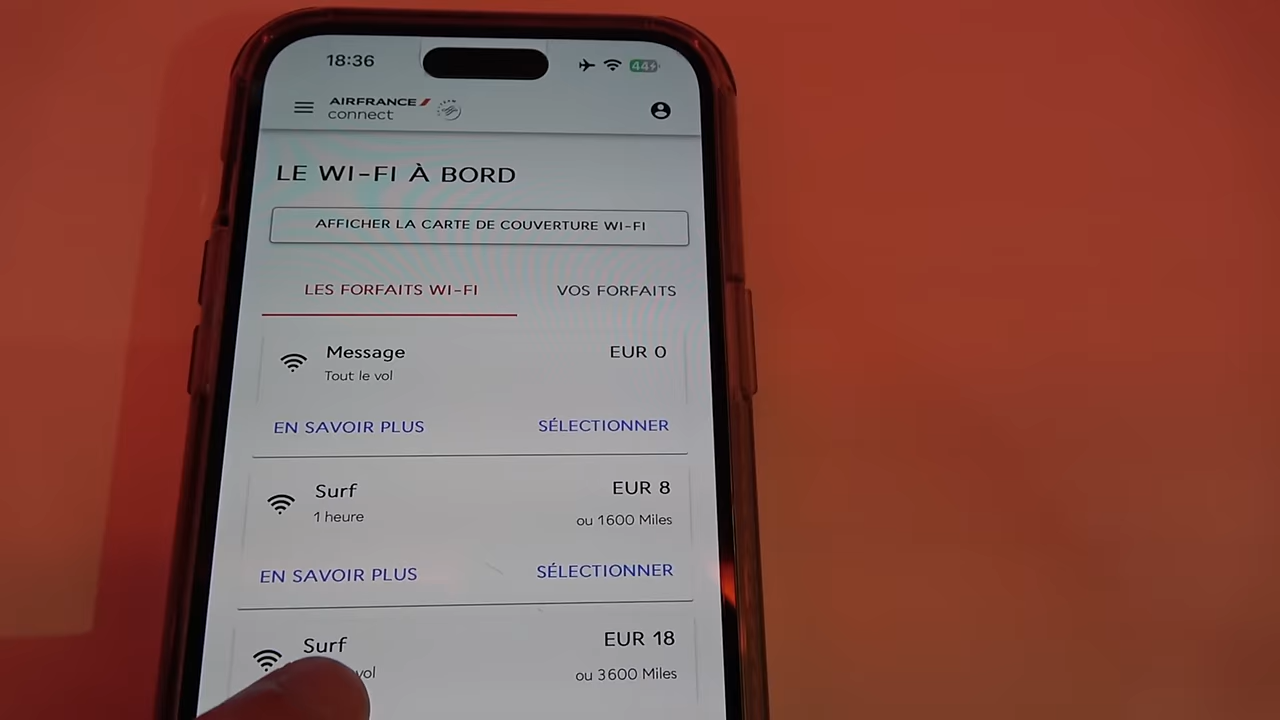 18:36
44
AIRFRANCE
connect
LE WI-FI À BORD
AFFICHER LA CARTE DE COUVERTURE WI-FI
LES FORFAITS WI-FI VOS FORFAITS
Message EUR 0
Tout le vol
EN SAVOIR PLUS SÉLECTIONNER
Surf EUR 8
1 heure ou 1600 Miles
EN SAVOIR PLUS SÉLECTIONNER
Surf EUR 18
vol ou 3600 Miles